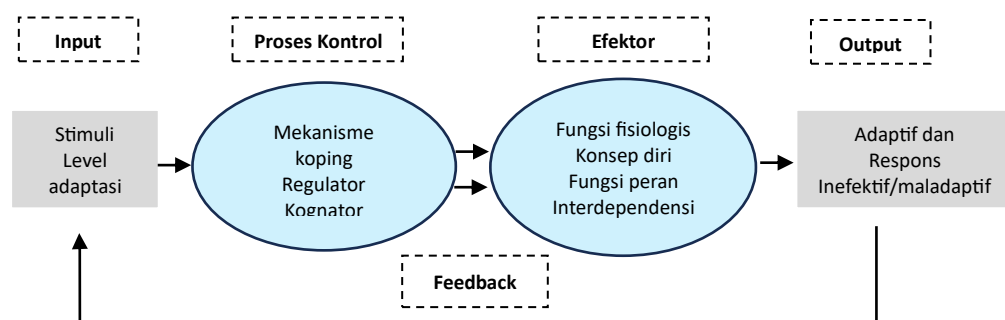 Input
Proses Kontrol
Efektor
Output
Stimuli
Level
adaptasi
Mekanisme
koping
Regulator
Kognator
Fungsi fisiologis
Konsep diri
Fungsi peran
Interdependensi
Adaptif dan
Respons
Inefektif/maladaptif
Feedback